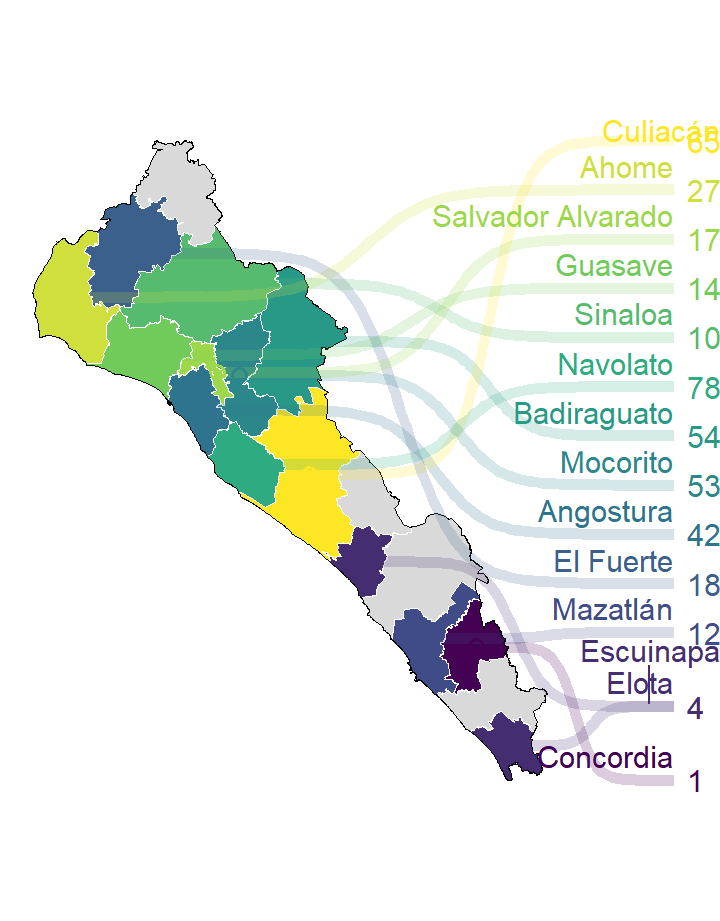 Culiacán
65
Ahome
27
Salvador Alvarado
17
Guasave
14
Sinaloa
10
Navolato
78
Badiraguato
54
Mocorito
53
Angostura
42
El Fuerte
18
Mazatlán
12
Escuinapa
Elota
4
Concordia
1